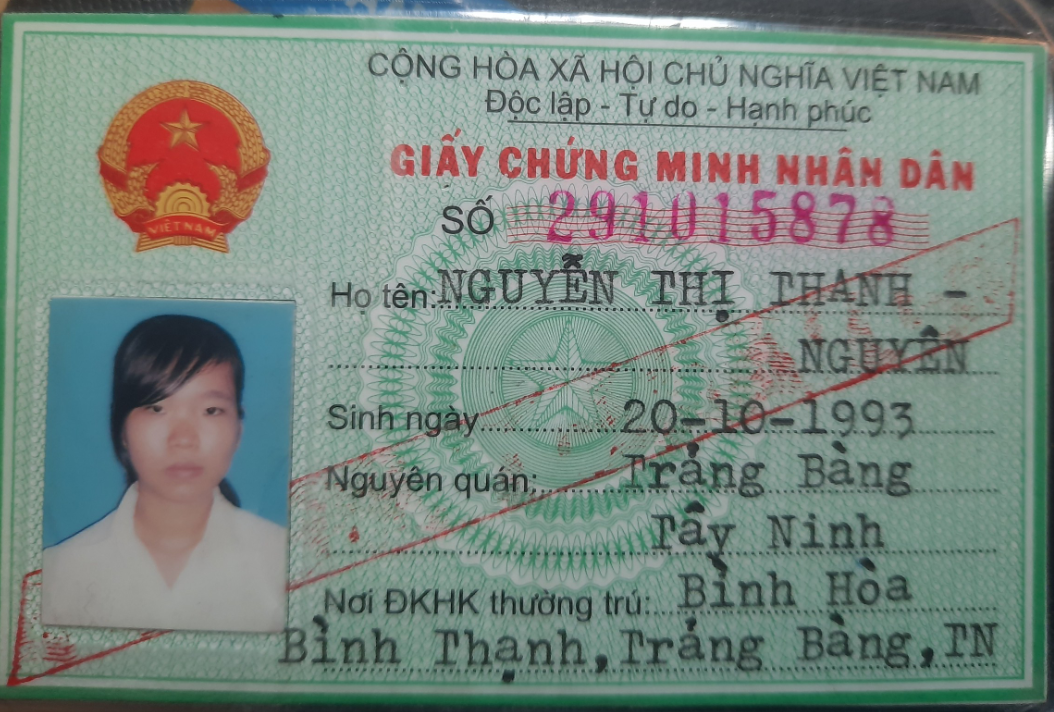 CỘNG HÒA XÃ HỘI CHỦ NGHĨA VIỆT NAM
Độc lập - Tự do - Hạnh phúc
GIẤY CHỨNG MINH NHÂN DÂN
SỐ 291015878
VIỆT NAM
Họ tên: NGUYỄN THỊ THANH -
NGUYÊN
Sinh ngày 20-10-1993
Nguyên quán: Trảng Bàng
Tây Ninh
Nơi ĐKHK thường trú: Bình Hòa
Bình Thạnh, Trảng Bàng, TN